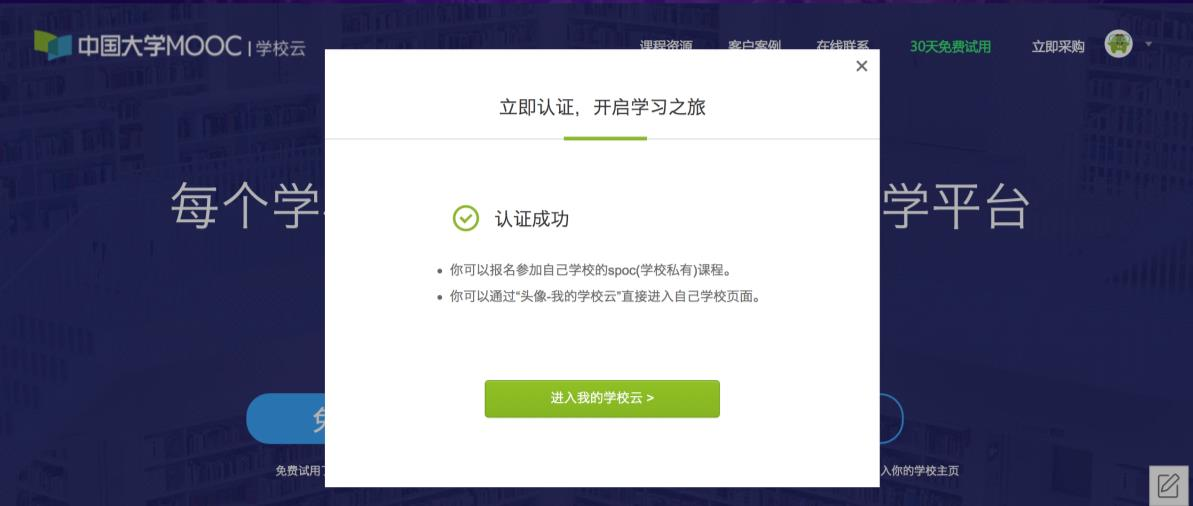 中国大学MOOC | 学校云
课程资源 客户案例 在线联系 30天免费试用 立即采购
立即认证，开启学习之旅
每个学
学平台
认证成功
你可以报名参加自己学校的spoc(学校私有)课程。
你可以通过“头像-我的学校云”直接进入自己学校页面。
进入我的学校云 >
免费试用
入你的学校主页